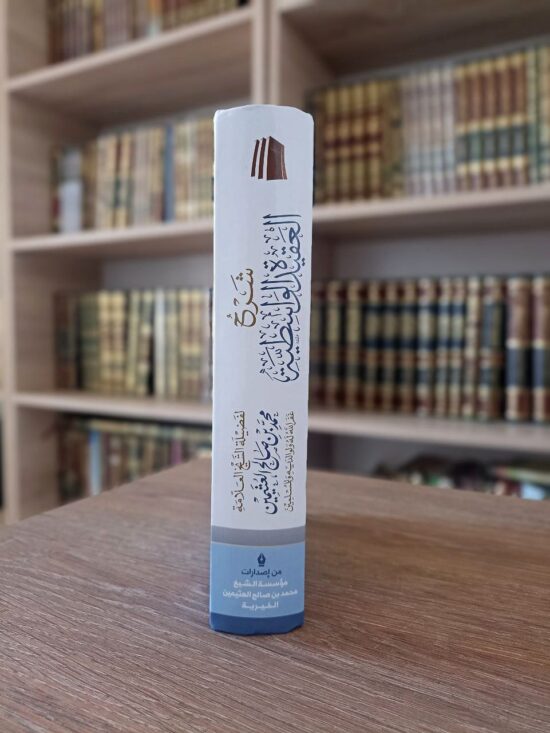 شرح
العقيدة الواسطية
لفضيلة الشيخ العلامة
محمد بن صالح العثيمين
غفر الله له ولوالديه وللمسلمين
من إصدارات
مؤسسة الشيخ
محمد بن صالح العثيمين
الخيرية